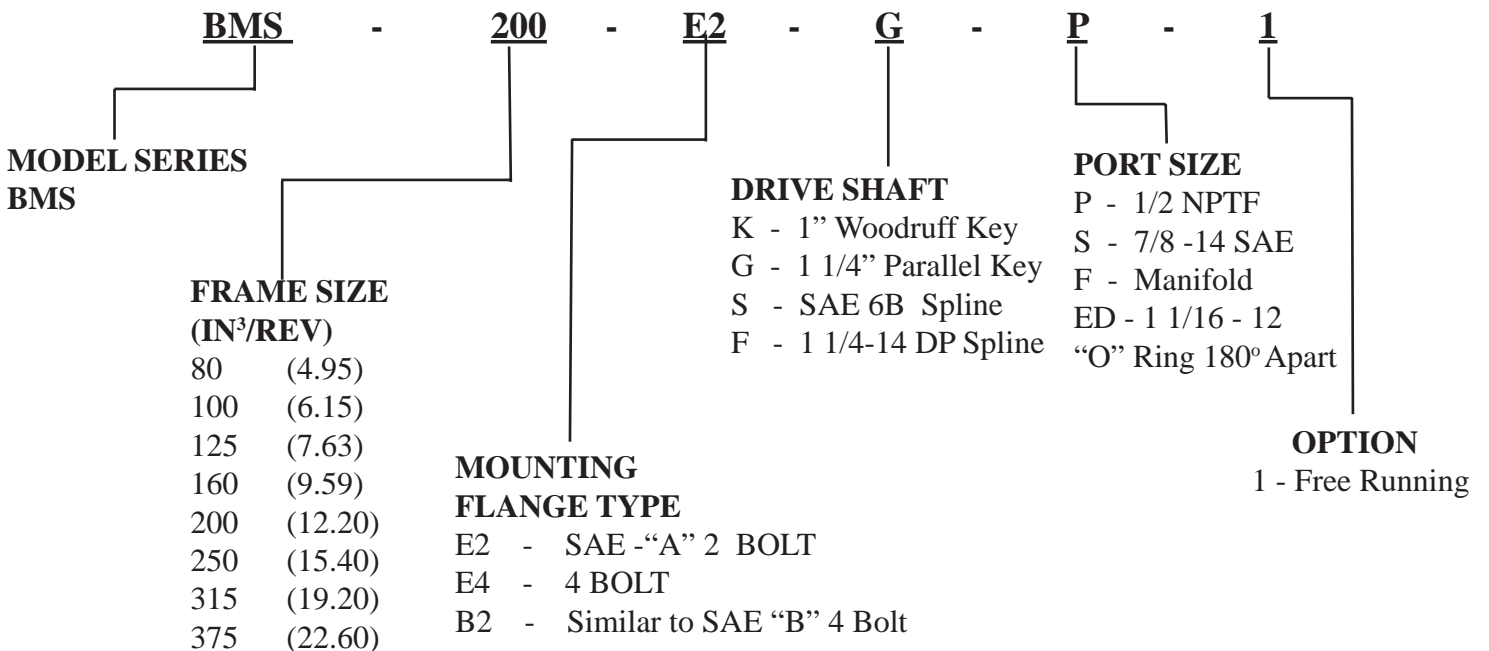 BMS - 200 - E2 - G - P - 1
MODEL SERIES
BMS
FRAME SIZE
(IN³/REV)
80 (4.95)
100 (6.15)
125 (7.63)
160 (9.59)
200 (12.20)
250 (15.40)
315 (19.20)
375 (22.60)
MOUNTING
FLANGE TYPE
E2 - SAE -“A” 2 BOLT
E4 - 4 BOLT
B2 - Similar to SAE “B” 4 Bolt
DRIVE SHAFT
K - 1” Woodruff Key
G - 1 1/4” Parallel Key
S - SAE 6B Spline
F - 1 1/4-14 DP Spline
PORT SIZE
P - 1/2 NPTF
S - 7/8 -14 SAE
F - Manifold
ED - 1 1/16 - 12
“O” Ring 180° Apart
OPTION
1 - Free Running